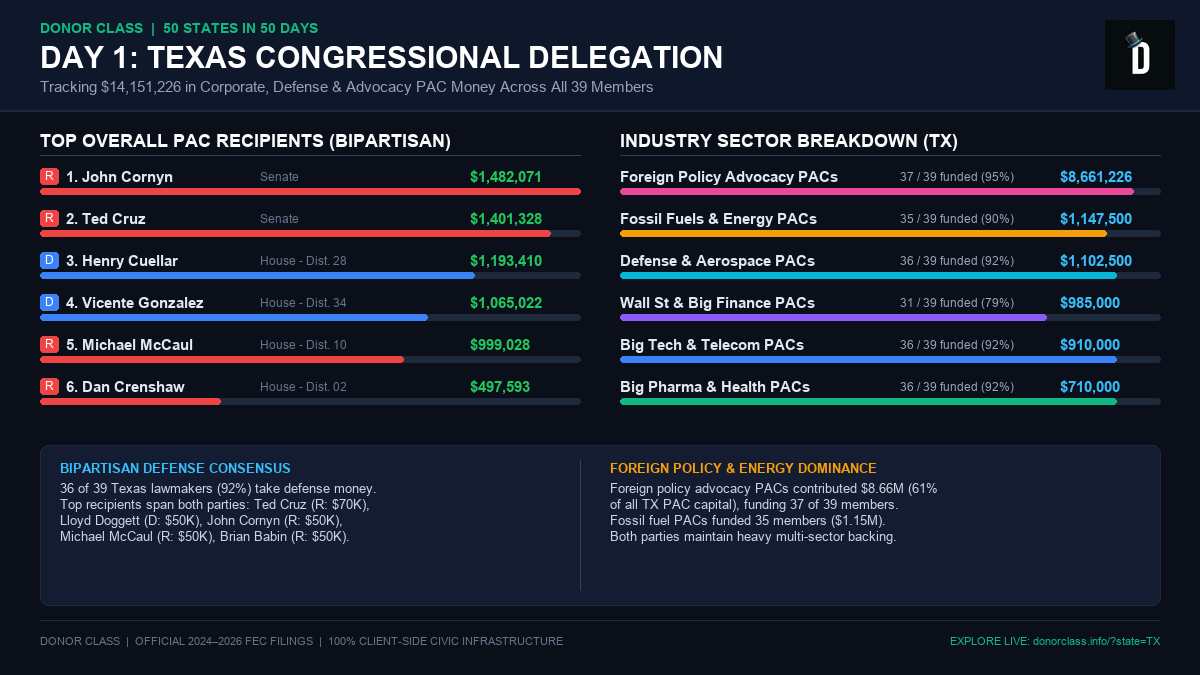 DONOR CLASS | 50 STATES IN 50 DAYS
DAY 1: TEXAS CONGRESSIONAL DELEGATION
Tracking $14,151,226 in Corporate, Defense & Advocacy PAC Money Across All 39 Members
D
TOP OVERALL PAC RECIPIENTS (BIPARTISAN)
R 1. John Cornyn Senate $1,482,071
R 2. Ted Cruz Senate $1,401,328
D 3. Henry Cuellar House - Dist. 28 $1,193,410
D 4. Vicente Gonzalez House - Dist. 34 $1,065,022
R 5. Michael McCaul House - Dist. 10 $999,028
R 6. Dan Crenshaw House - Dist. 02 $497,593
INDUSTRY SECTOR BREAKDOWN (TX)
Foreign Policy Advocacy PACs 37 / 39 funded (95%) $8,661,226
Fossil Fuels & Energy PACs 35 / 39 funded (90%) $1,147,500
Defense & Aerospace PACs 36 / 39 funded (92%) $1,102,500
Wall St & Big Finance PACs 31 / 39 funded (79%) $985,000
Big Tech & Telecom PACs 36 / 39 funded (92%) $910,000
Big Pharma & Health PACs 36 / 39 funded (92%) $710,000
BIPARTISAN DEFENSE CONSENSUS
36 of 39 Texas lawmakers (92%) take defense money.
Top recipients span both parties: Ted Cruz (R: $70K),
Lloyd Doggett (D: $50K), John Cornyn (R: $50K),
Michael McCaul (R: $50K), Brian Babin (R: $50K).
FOREIGN POLICY & ENERGY DOMINANCE
Foreign policy advocacy PACs contributed $8.66M (61%
of all TX PAC capital), funding 37 of 39 members.
Fossil fuel PACs funded 35 members ($1.15M).
Both parties maintain heavy multi-sector backing.
DONOR CLASS | OFFICIAL 2024–2026 FEC FILINGS | 100% CLIENT-SIDE CIVIC INFRASTRUCTURE
EXPLORE LIVE: donorclass.info/?state=TX